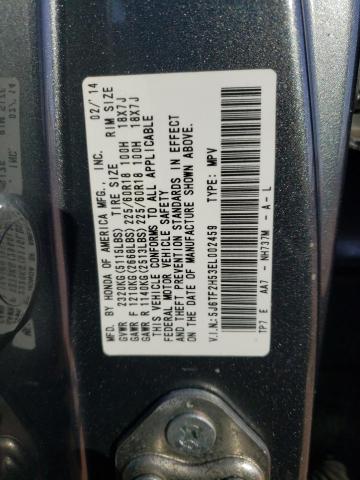 MFD. BY HONDA OF AMERICA MFG., INC. 02/'14
TIRE SIZE RIM SIZE
GVWR 2320KG(5115LBS)
GAWR F 1210KG(2668LBS) 225/60R18 100H 18X7J
GAWR R 1140KG(2513LBS) 225/60R18 100H 18X7J
THIS VEHICLE CONFORMS TO ALL APPLICABLE
FEDERAL MOTOR VEHICLE SAFETY
AND THEFT PREVENTION STANDARDS IN EFFECT
ON THE DATE OF MANUFACTURE SHOWN ABOVE.
V.I.N.: 5J6TF2H53EL002459 TYPE: MPV
TP7 E AA7 - NH737M - A - L